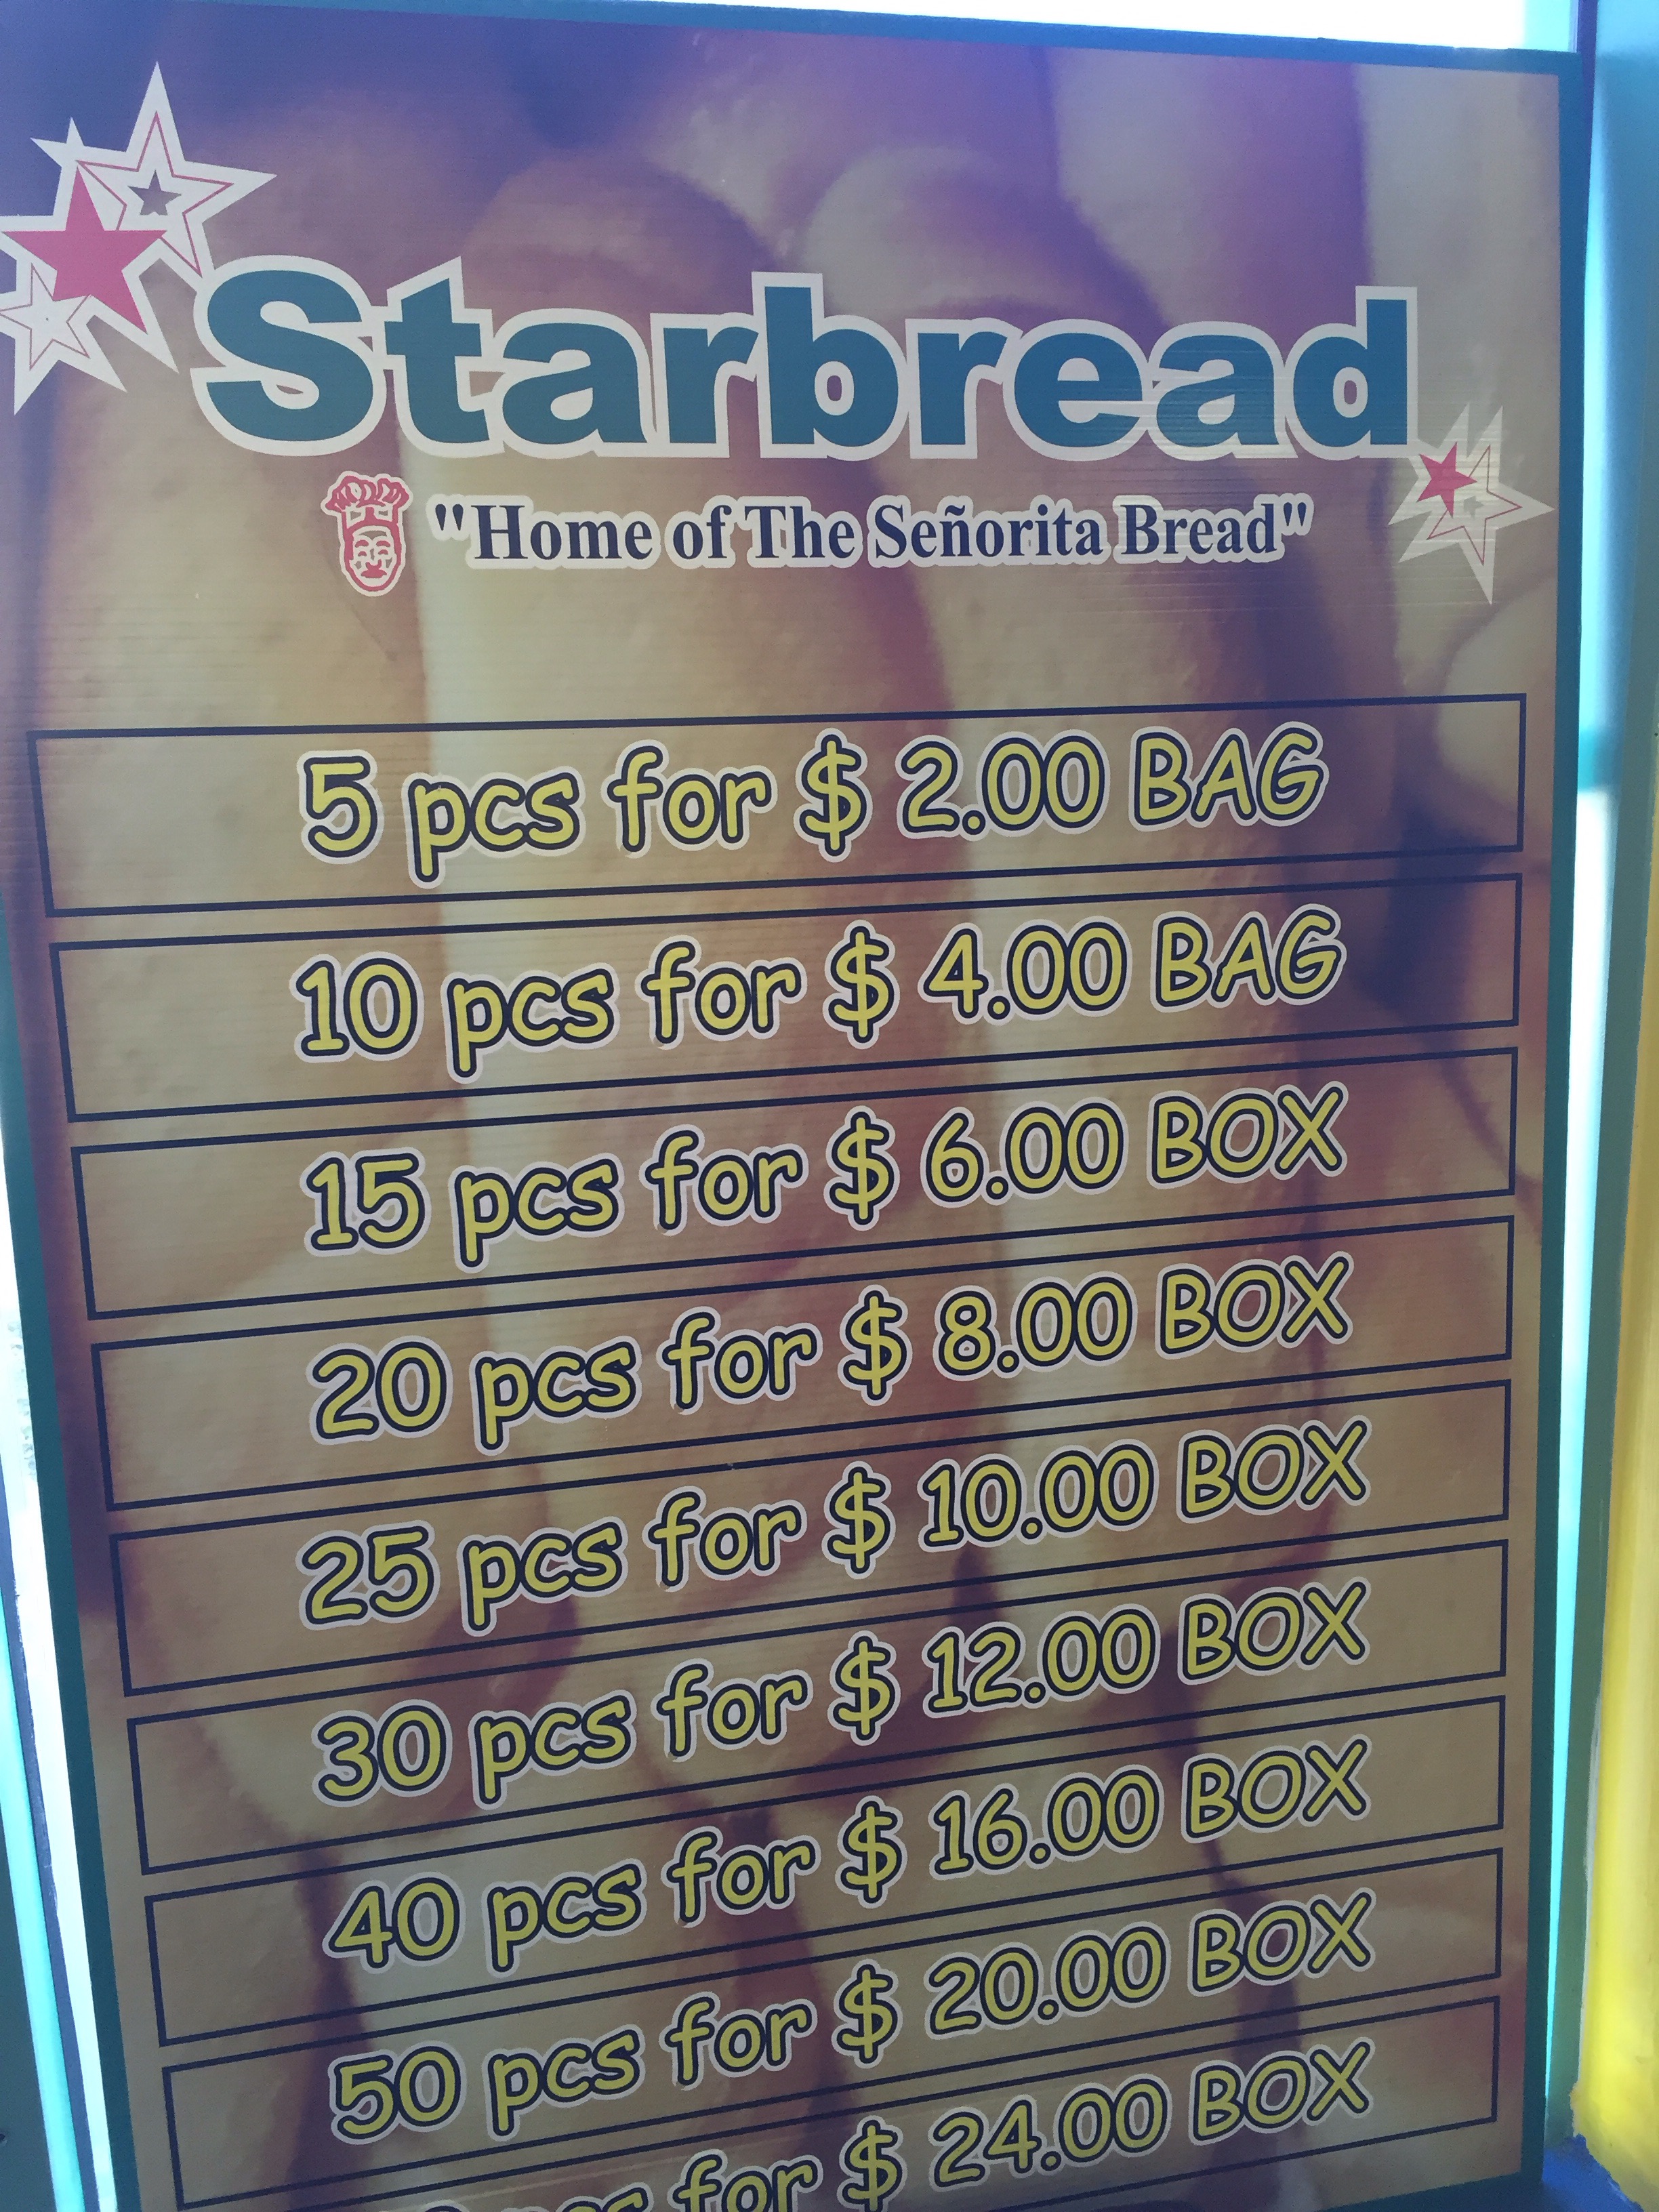 Starbread
"Home of The Señorita Bread"
5 pcs for $ 2.00 BAG
10 pcs for $ 4.00 BAG
15 pcs for $ 6.00 BOX
20 pcs for $ 8.00 BOX
25 pcs for $ 10.00 BOX
30 pcs for $ 12.00 BOX
40 pcs for $ 16.00 BOX
50 pcs for $ 20.00 BOX
pcs for $ 24.00 BOX